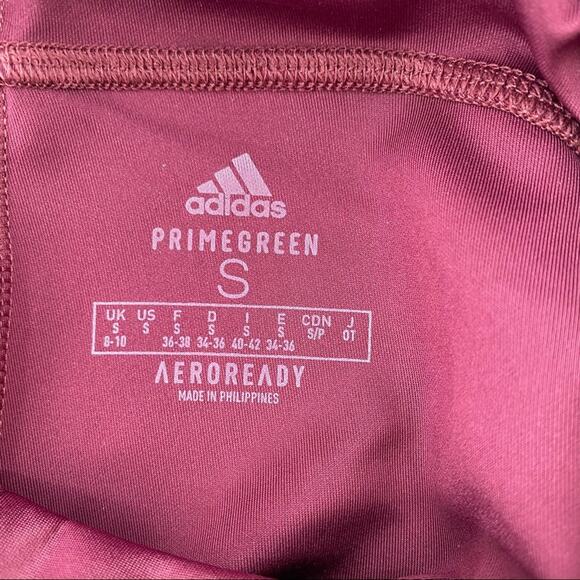 adidas
PRIMEGREEN
S
UK US F D I E CDN J
S S S S S S S/P OT
8-10 36-38 34-36 40-42 34-36
AEROREADY
MADE IN PHILIPPINES